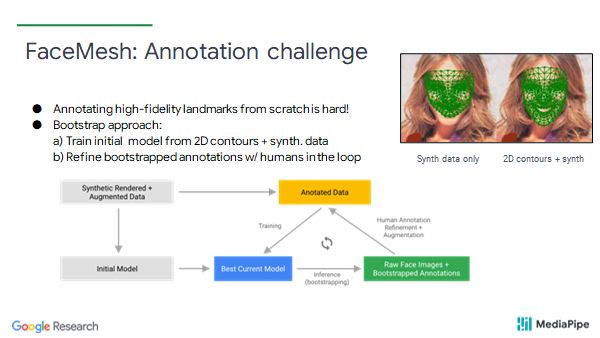 FaceMesh: Annotation challenge
● Annotating high-fidelity landmarks from scratch is hard!
● Bootstrap approach:
a) Train initial model from 2D contours + synth. data
b) Refine bootstrapped annotations w/ humans in the loop
Synth data only
2D contours + synth
Synthetic Rendered +
Augmented Data
Anotated Data
Training
Human Annotation
Refinement +
Augmentation
Initial Model
Best Current Model
Inference
(bootstrapping)
Raw Face Images +
Bootstrapped Annotations
Google Research
MediaPipe